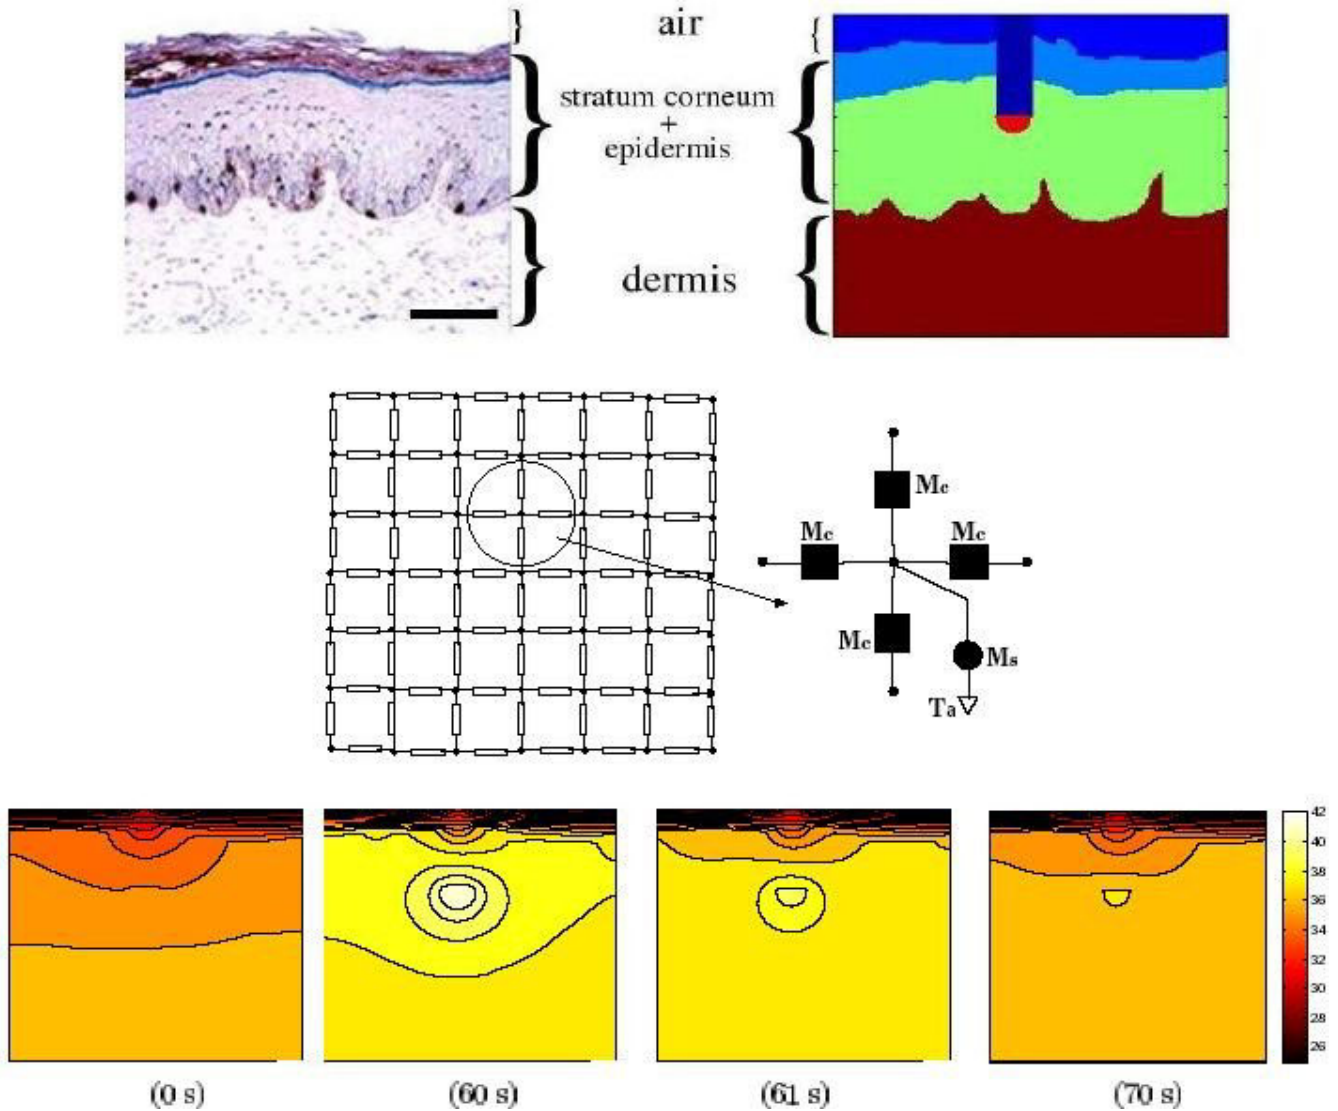 air
stratum corneum
+
epidermis
dermis
Mc
Mc
Mc
Mc
Ms
Ta
42
40
38
36
34
32
30
28
26
(0 s)
(60 s)
(61 s)
(70 s)